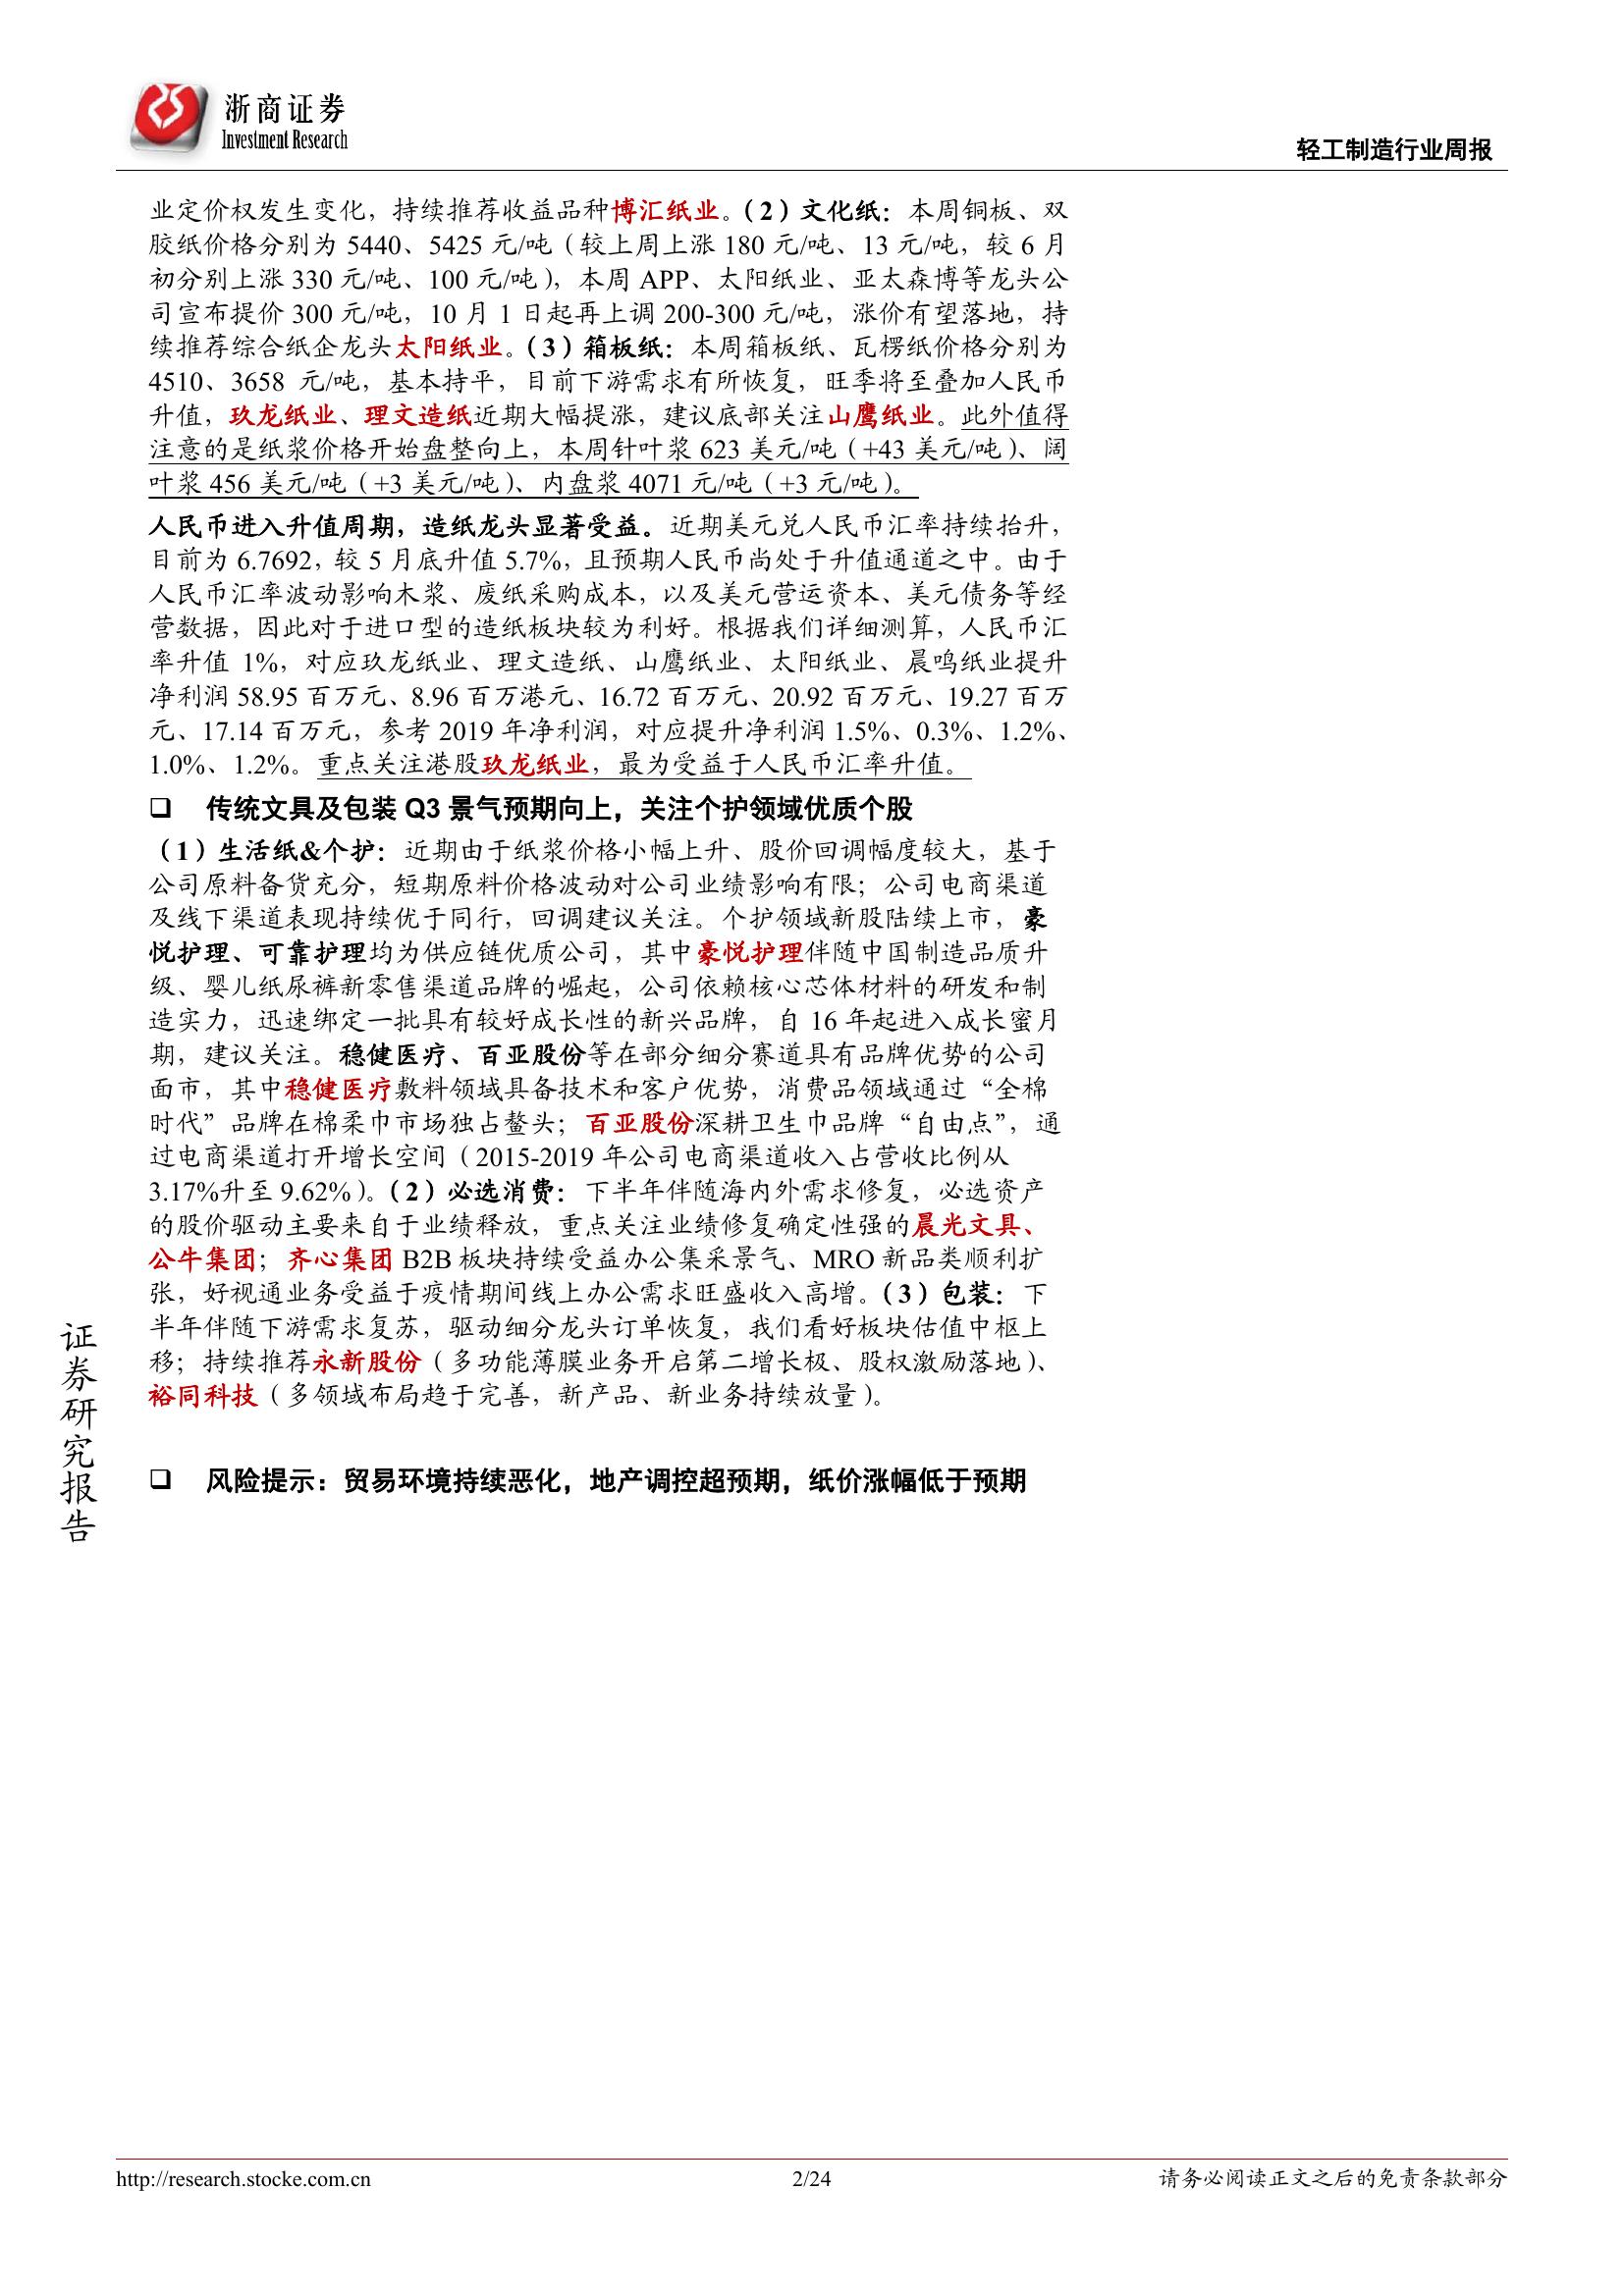 浙商证券
Investment Research
轻工制造行业周报
业定价权发生变化，持续推荐收益品种博汇纸业。（2）文化纸：本周铜板、双
胶纸价格分别为 5440、5425 元/吨（较上周上涨 180 元/吨、13 元/吨，较 6 月
初分别上涨 330 元/吨、100 元/吨），本周 APP、太阳纸业、亚太森博等龙头公
司宣布提价 300 元/吨，10 月 1 日起再上调 200-300 元/吨，涨价有望落地，持
续推荐综合纸企龙头太阳纸业。（3）箱板纸：本周箱板纸、瓦楞纸价格分别为
4510、3658 元/吨，基本持平，目前下游需求有所恢复，旺季将至叠加人民币
升值，玖龙纸业、理文造纸近期大幅提涨，建议底部关注山鹰纸业。此外值得
注意的是纸浆价格开始盘整向上，本周针叶浆 623 美元/吨（+43 美元/吨）、阔
叶浆 456 美元/吨（+3 美元/吨）、内盘浆 4071 元/吨（+3 元/吨）。
人民币进入升值周期，造纸龙头显著受益。近期美元兑人民币汇率持续抬升，
目前为 6.7692，较 5 月底升值 5.7%，且预期人民币尚处于升值通道之中。由于
人民币汇率波动影响木浆、废纸采购成本，以及美元营运资本、美元债务等经
营数据，因此对于进口型的造纸板块较为利好。根据我们详细测算，人民币汇
率升值 1%，对应玖龙纸业、理文造纸、山鹰纸业、太阳纸业、晨鸣纸业提升
净利润 58.95 百万元、8.96 百万港元、16.72 百万元、20.92 百万元、19.27 百万
元、17.14 百万元，参考 2019 年净利润，对应提升净利润 1.5%、0.3%、1.2%、
1.0%、1.2%。重点关注港股玖龙纸业，最为受益于人民币汇率升值。
❑ 传统文具及包装 Q3 景气预期向上，关注个护领域优质个股
（1）生活纸&个护：近期由于纸浆价格小幅上升、股价回调幅度较大，基于
公司原料备货充分，短期原料价格波动对公司业绩影响有限；公司电商渠道
及线下渠道表现持续优于同行，回调建议关注。个护领域新股陆续上市，豪
悦护理、可靠护理均为供应链优质公司，其中豪悦护理伴随中国制造品质升
级、婴儿纸尿裤新零售渠道品牌的崛起，公司依赖核心芯体材料的研发和制
造实力，迅速绑定一批具有较好成长性的新兴品牌，自 16 年起进入成长蜜月
期，建议关注。稳健医疗、百亚股份等在部分细分赛道具有品牌优势的公司
面市，其中稳健医疗敷料领域具备技术和客户优势，消费品领域通过“全棉
时代”品牌在棉柔巾市场独占鳌头；百亚股份深耕卫生巾品牌“自由点”，通
过电商渠道打开增长空间（2015-2019 年公司电商渠道收入占营收比例从
3.17%升至 9.62%）。（2）必选消费：下半年伴随海内外需求修复，必选资产
的股价驱动主要来自于业绩释放，重点关注业绩修复确定性强的晨光文具、
公牛集团；齐心集团 B2B 板块持续受益办公集采景气、MRO 新品类顺利扩
张，好视通业务受益于疫情期间线上办公需求旺盛收入高增。（3）包装：下
半年伴随下游需求复苏，驱动细分龙头订单恢复，我们看好板块估值中枢上
移；持续推荐永新股份（多功能薄膜业务开启第二增长极、股权激励落地）、
裕同科技（多领域布局趋于完善，新产品、新业务持续放量）。
❑ 风险提示：贸易环境持续恶化，地产调控超预期，纸价涨幅低于预期
证券研究报告
http://research.stocke.com.cn
2/24
请务必阅读正文之后的免责条款部分